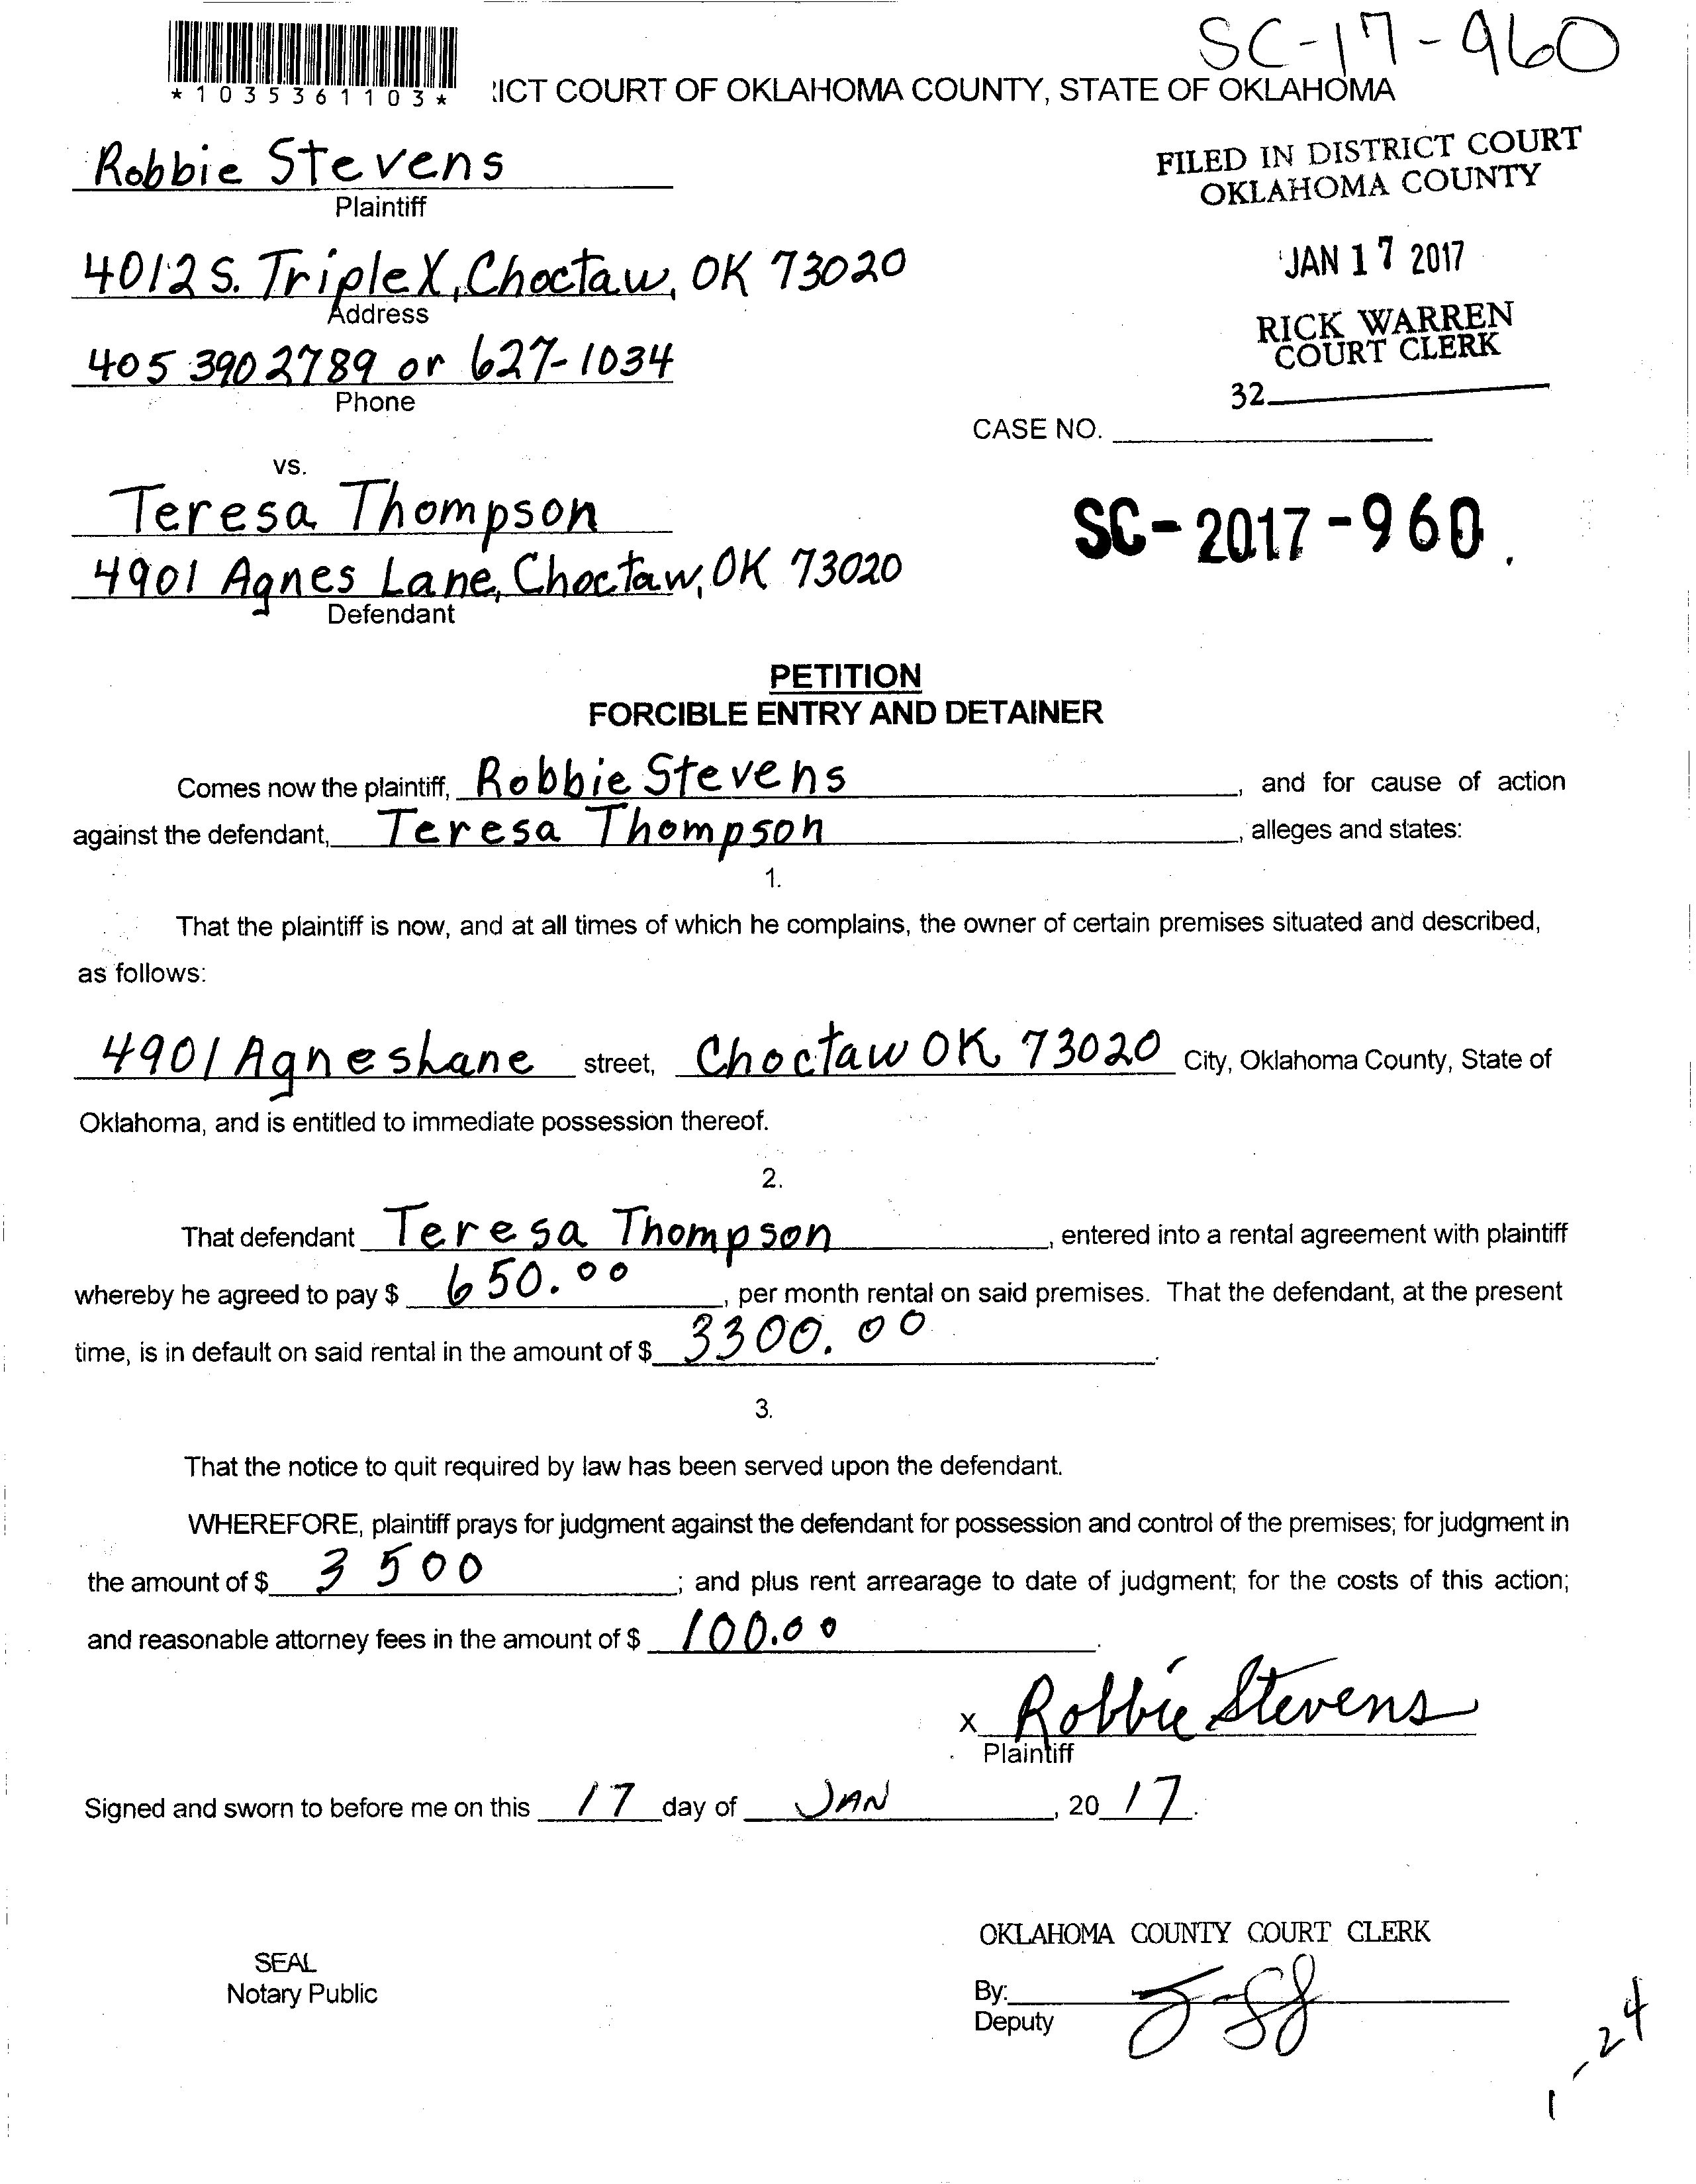 SC-17-960
*1035361103*
ICT COURT OF OKLAHOMA COUNTY, STATE OF OKLAHOMA
Robbie Stevens
Plaintiff
FILED IN DISTRICT COURT
OKLAHOMA COUNTY
4012 S. Triple X, Choctaw, OK 73020
Address
JAN 17 2017
RICK WARREN
COURT CLERK
405 390 2789 or 627-1034
Phone
32
CASE NO.
vs.
Teresa Thompson
SC-2017-960.
4901 Agnes Lane, Choctaw, OK 73020
Defendant
PETITION
FORCIBLE ENTRY AND DETAINER
Comes now the plaintiff, Robbie Stevens, and for cause of action
against the defendant, Teresa Thompson, alleges and states:
1.
That the plaintiff is now, and at all times of which he complains, the owner of certain premises situated and described,
as follows:
4901 Agnes Lane street, Choctaw OK 73020 City, Oklahoma County, State of
Oklahoma, and is entitled to immediate possession thereof.
2.
That defendant Teresa Thompson, entered into a rental agreement with plaintiff
whereby he agreed to pay $ 650.00, per month rental on said premises. That the defendant, at the present
time, is in default on said rental in the amount of $ 3300.00.
3.
That the notice to quit required by law has been served upon the defendant.
WHEREFORE, plaintiff prays for judgment against the defendant for possession and control of the premises; for judgment in
the amount of $ 3500; and plus rent arrearage to date of judgment; for the costs of this action;
and reasonable attorney fees in the amount of $ 100.00.
x Robbie Stevens
Plaintiff
Signed and sworn to before me on this 17 day of JAN, 2017.
OKLAHOMA COUNTY COURT CLERK
SEAL
Notary Public
By:
Deputy
1-24